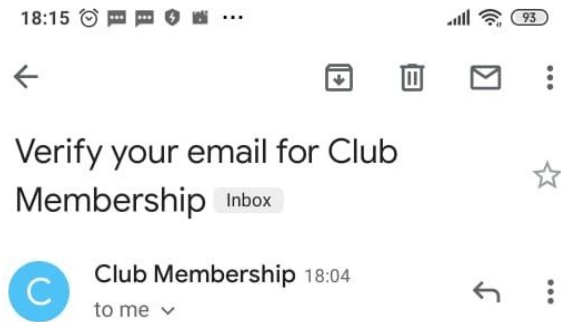 18:15 93
Verify your email for Club
Membership Inbox
C Club Membership 18:04
to me